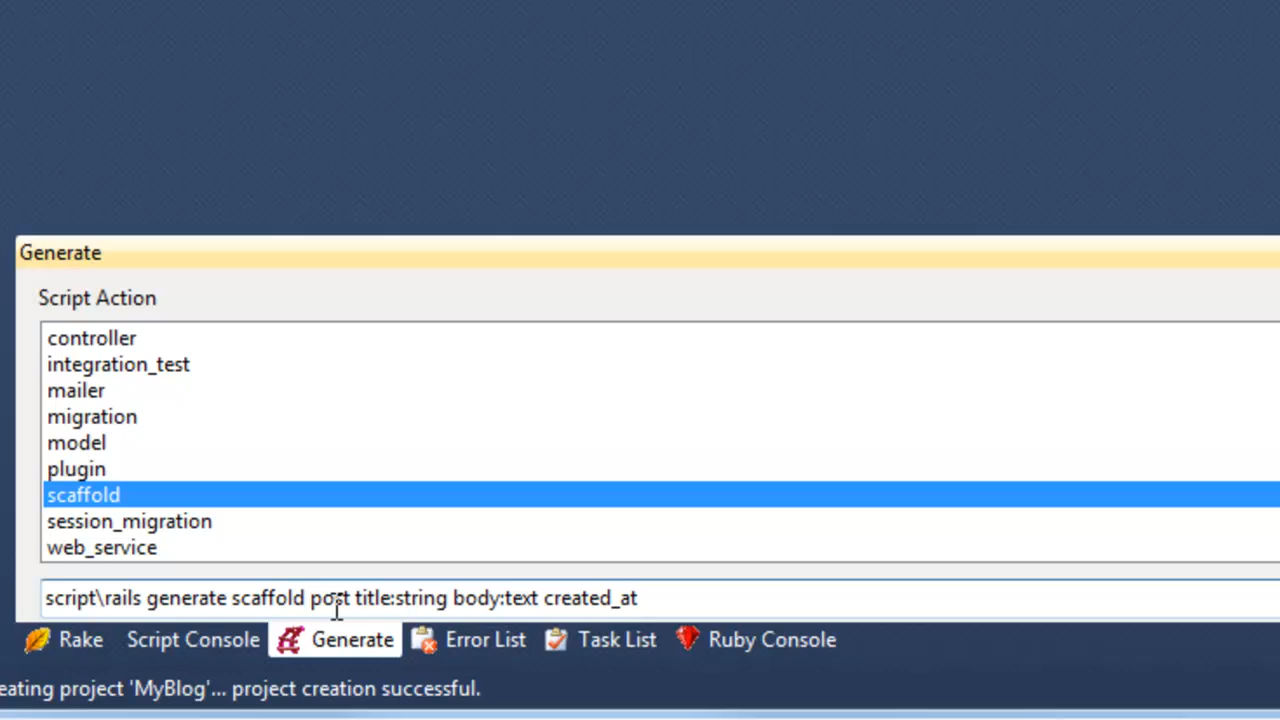 Generate
Script Action
controller
integration_test
mailer
migration
model
plugin
scaffold
session_migration
web_service
script\rails generate scaffold post title:string body:text created_at
Rake Script Console Generate Error List Task List Ruby Console
eating project 'MyBlog'... project creation successful.